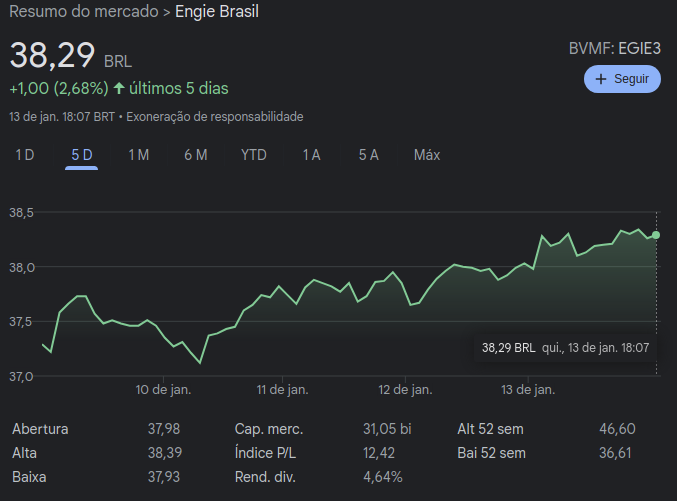 Resumo do mercado > Engie Brasil
38,29 BRL
BVMF: EGIE3
+ Seguir
+1,00 (2,68%) ↑ últimos 5 dias
13 de jan. 18:07 BRT • Exoneração de responsabilidade
1 D 5 D 1 M 6 M YTD 1 A 5 A Máx
38,5
38,0
37,5
37,0
38,29 BRL qui., 13 de jan. 18:07
10 de jan. 11 de jan. 12 de jan. 13 de jan.
Abertura 37,98 Cap. merc. 31,05 bi Alt 52 sem 46,60
Alta 38,39 Índice P/L 12,42 Bai 52 sem 36,61
Baixa 37,93 Rend. div. 4,64%